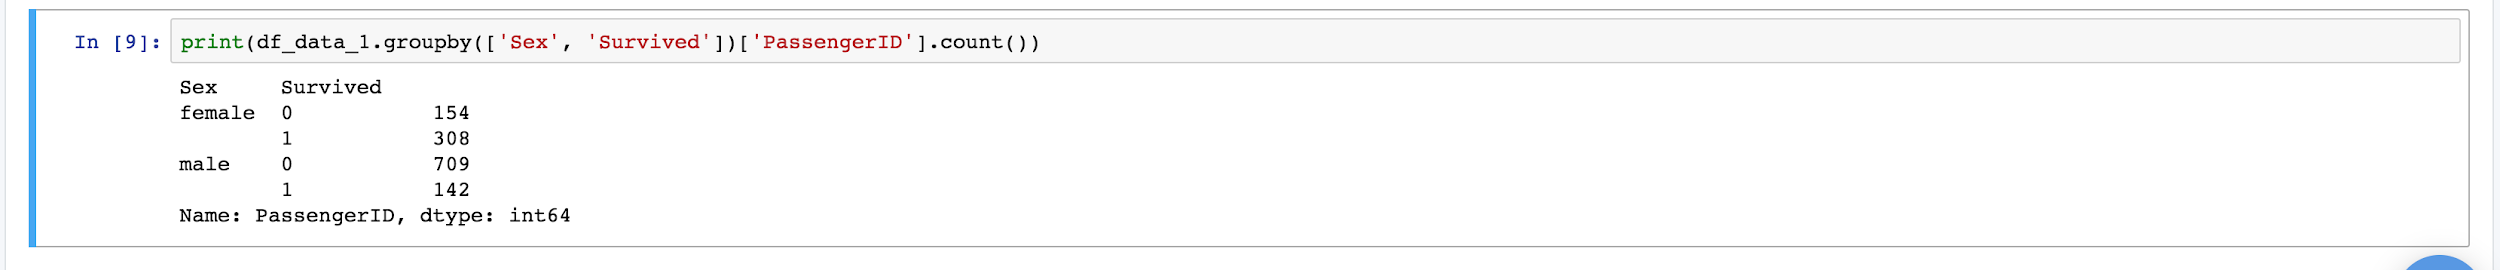 In [9]: print(df_data_1.groupby(['Sex', 'Survived'])['PassengerID'].count())
Sex     Survived
female  0           154
        1           308
male    0           709
        1           142
Name: PassengerID, dtype: int64